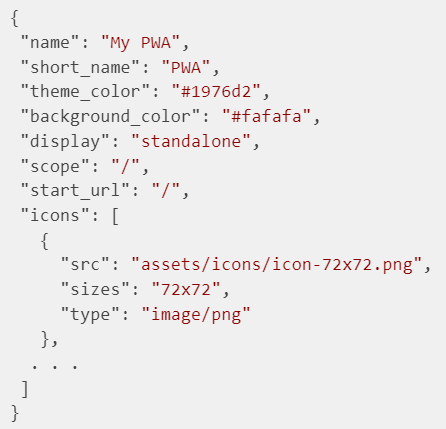 {
"name": "My PWA",
"short_name": "PWA",
"theme_color": "#1976d2",
"background_color": "#fafafa",
"display": "standalone",
"scope": "/",
"start_url": "/",
"icons": [
{
"src": "assets/icons/icon-72x72.png",
"sizes": "72x72",
"type": "image/png"
},
. . .
]
}